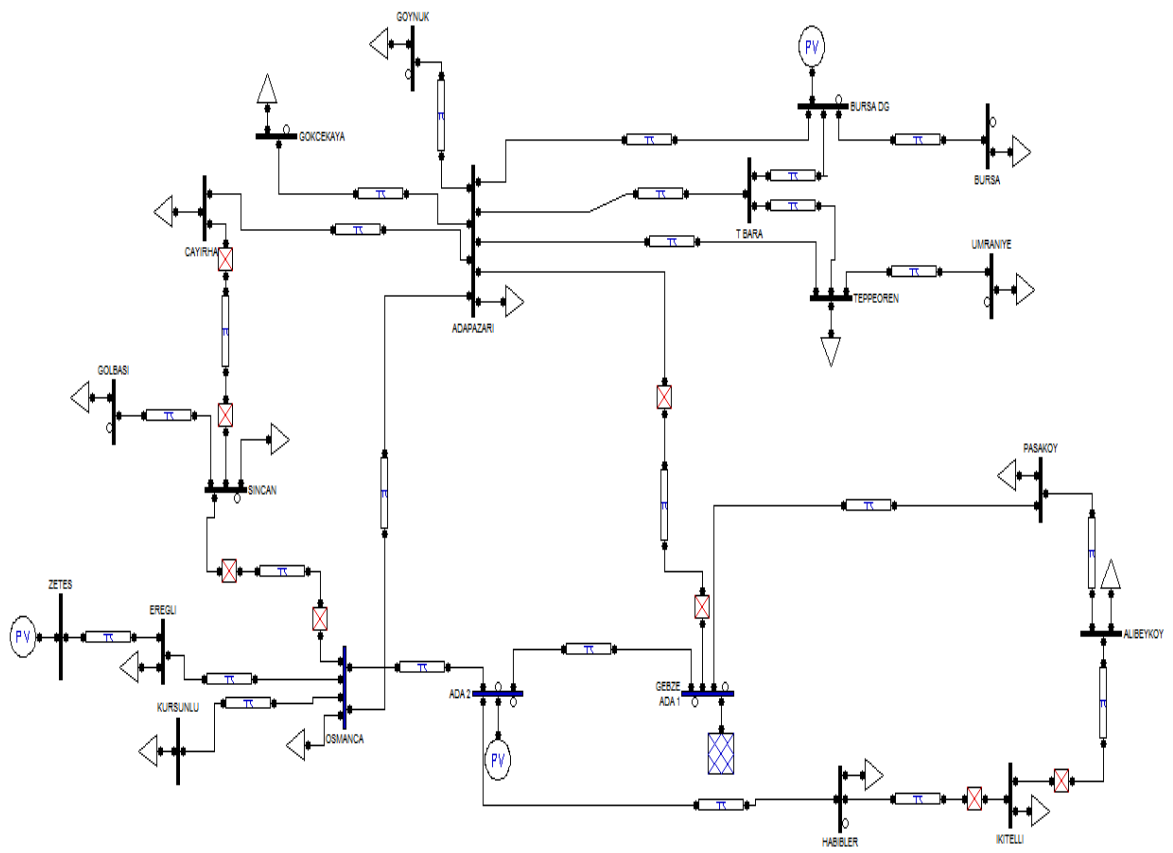 GOYNUK
PV
BURSA DG
GOKCEKAYA
π
π
π
BURSA
π
π
π
T BARA
π
CAYIRHA
π
π
UMRANIYE
π
TEPPEOREN
ADAPAZARI
π
GOLBASI
π
PASAKOY
SINCAN
π
π
π
π
ZETES
π
EREGLI
PV
π
ALIBEYKOY
π
π
π
π
ADA 2
GEBZE
ADA 1
KURSUNLU
π
OSMANCA
PV
π
π
HABIBLER
IKITELLI